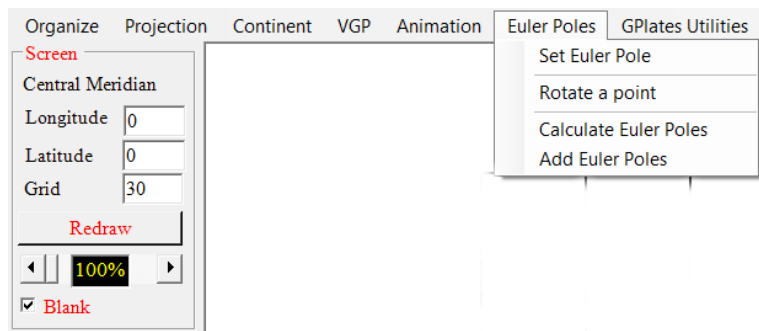 Organize Projection Continent VGP Animation Euler Poles GPlates Utilities
Screen
Central Meridian
Longitude 0
Latitude 0
Grid 30
Redraw
100%
Blank
Set Euler Pole
Rotate a point
Calculate Euler Poles
Add Euler Poles